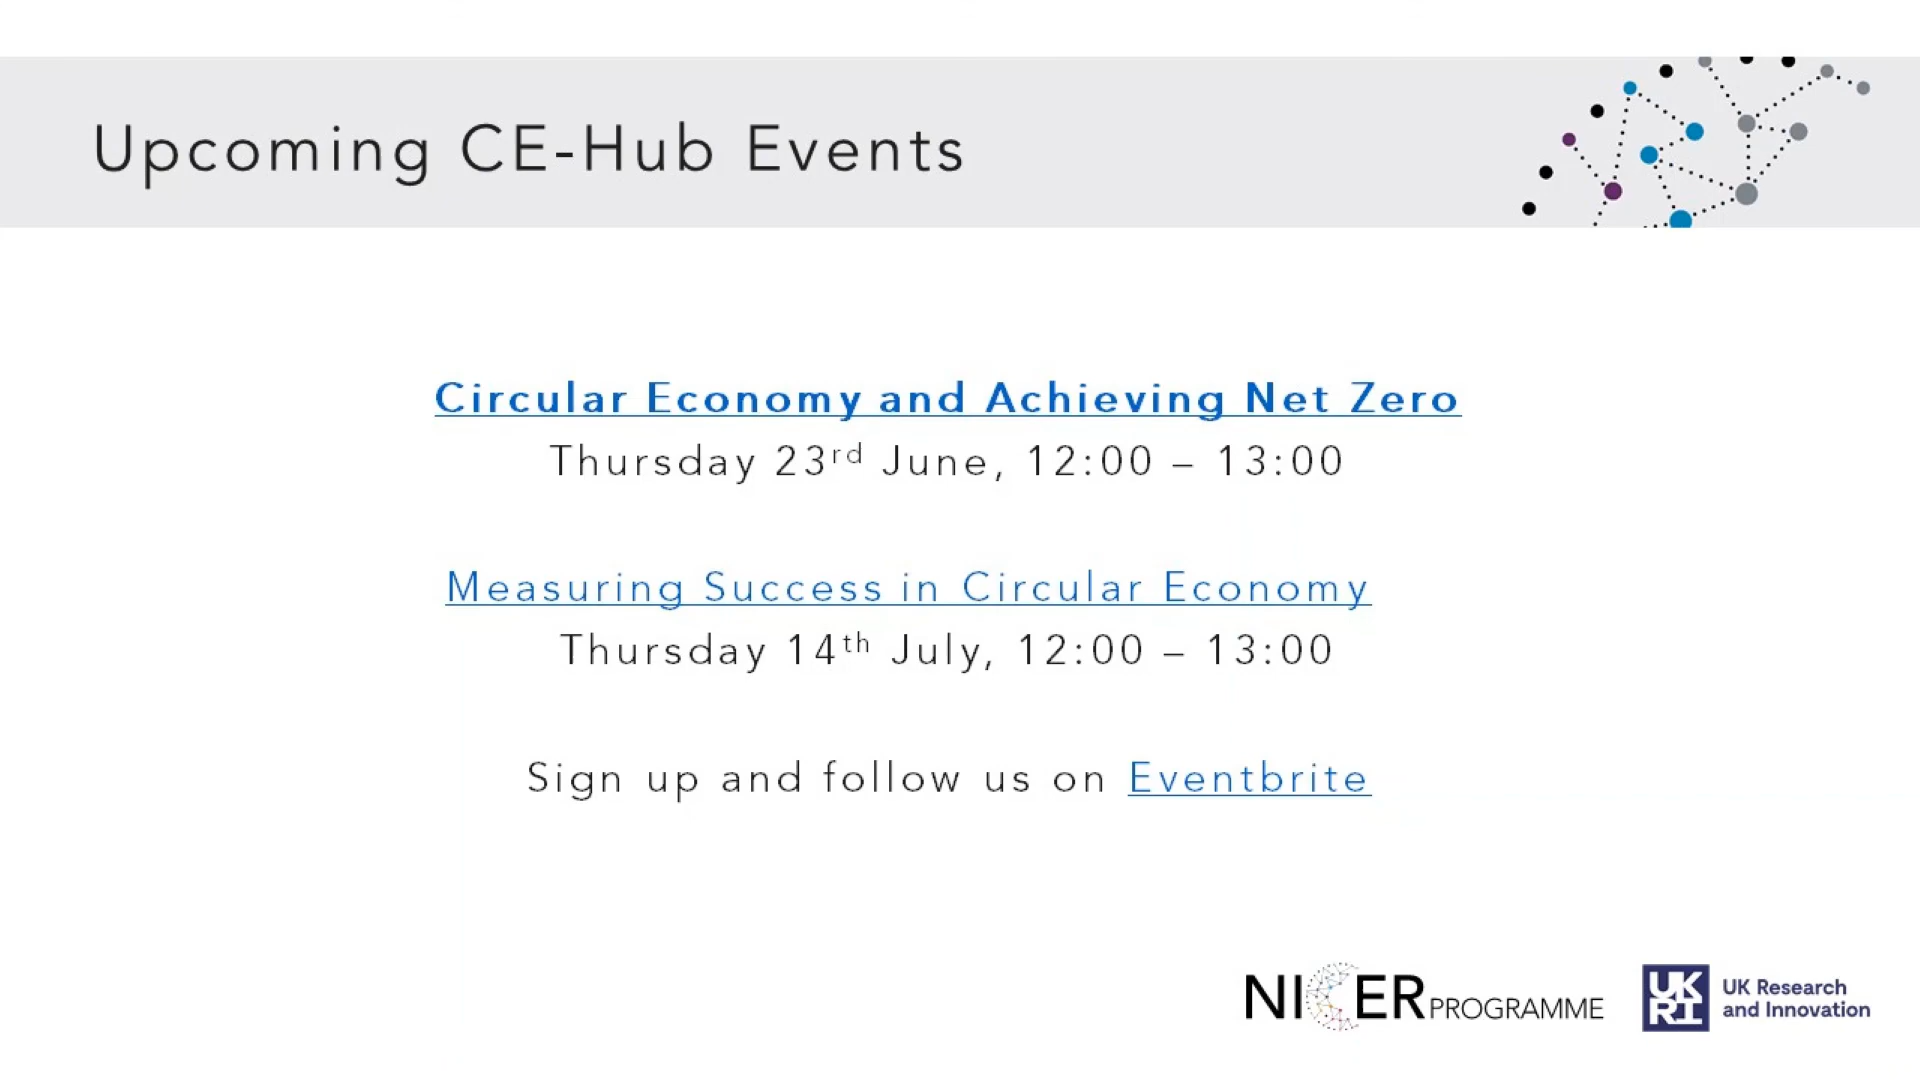 Upcoming CE-Hub Events
Circular Economy and Achieving Net Zero
Thursday 23rd June, 12:00 – 13:00
Measuring Success in Circular Economy
Thursday 14th July, 12:00 – 13:00
Sign up and follow us on Eventbrite
NICER PROGRAMME
UKRI
UK Research
and Innovation